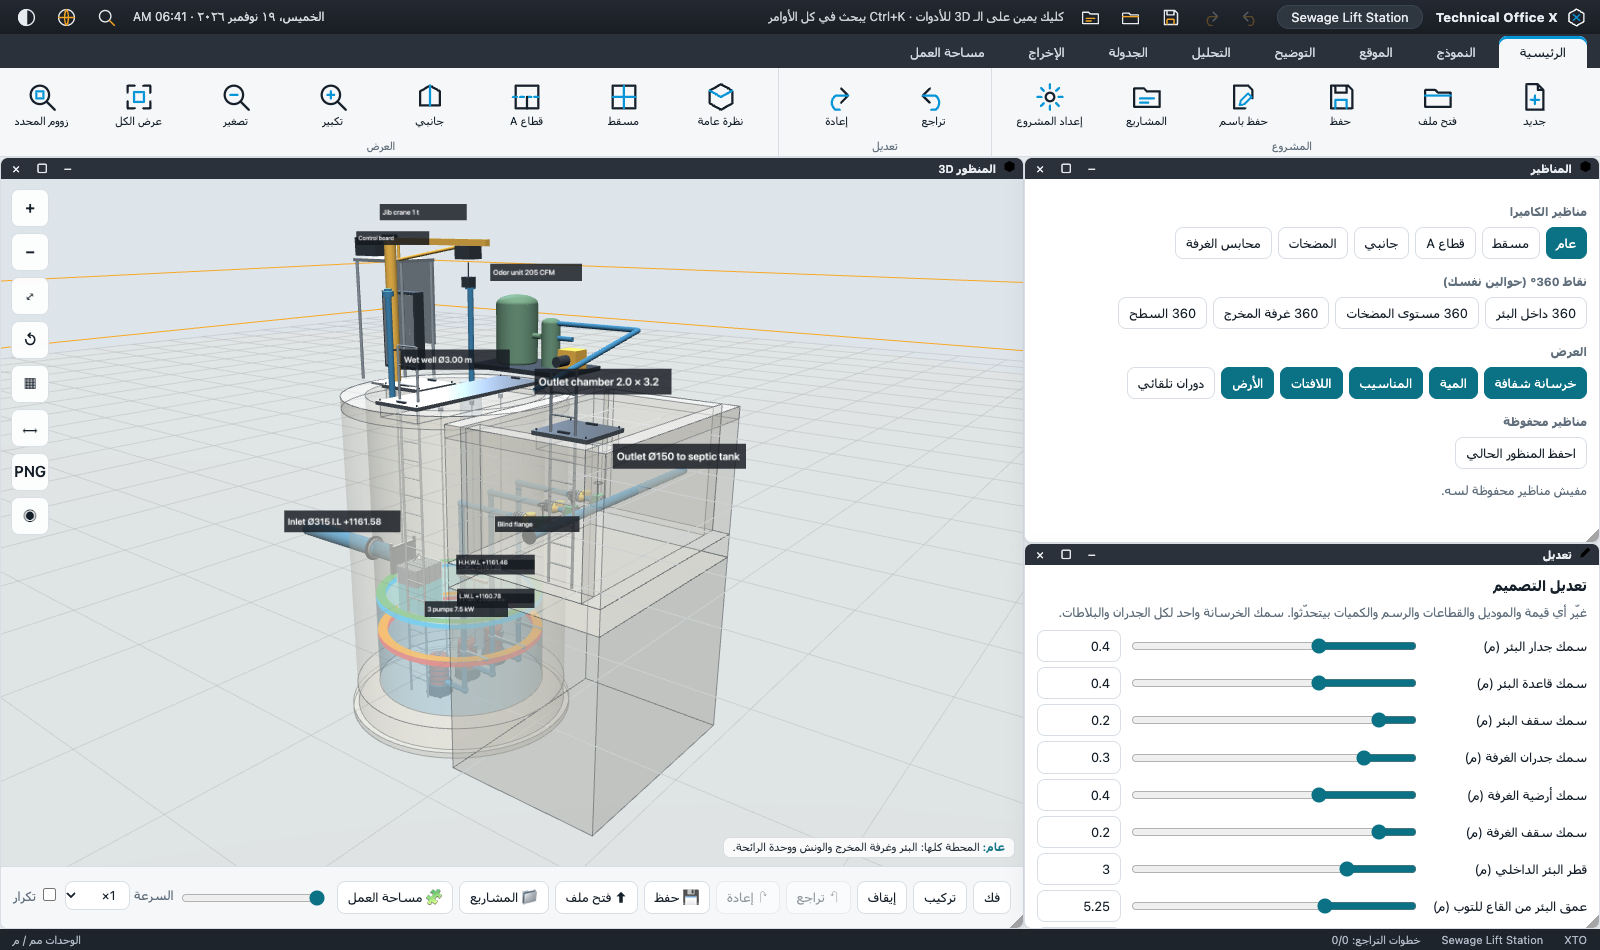 Technical Office X
Sewage Lift Station
كليك يمين على الـ 3D للأدوات · Ctrl+K يبحث في كل الأوامر
الخميس، ١٩ نوفمبر ٢٠٢٦ · 06:41 AM
الرئيسية
النموذج
الموقع
التوضيح
التحليل
الجدولة
الإخراج
مساحة العمل
جديد
فتح ملف
حفظ
حفظ باسم
المشاريع
إعداد المشروع
تراجع
إعادة
نظرة عامة
مسقط
قطاع A
جانبي
تكبير
تصغير
عرض الكل
زووم المحدد
المشروع
تعديل
العرض
المناظير
مناظير الكاميرا
عام
مسقط
قطاع A
جانبي
المضخات
محابس الغرفة
نقاط 360° (حوالين نفسك)
360 داخل البئر
360 مستوى المضخات
360 غرفة المخرج
360 السطح
العرض
خرسانة شفافة
المية
المناسيب
اللافتات
الأرض
دوران تلقائي
مناظير محفوظة
احفظ المنظور الحالي
مفيش مناظير محفوظة لسه.
تعديل
تعديل التصميم
غيّر أي قيمة والموديل والقطاعات والرسم والكميات بيتحدّثوا. سمك الخرسانة واحد لكل الجدران والبلاطات.
سمك جدار البئر (م)
0.4
سمك قاعدة البئر (م)
0.4
سمك سقف البئر (م)
0.2
سمك جدران الغرفة (م)
0.3
سمك أرضية الغرفة (م)
0.4
سمك سقف الغرفة (م)
0.2
قطر البئر الداخلي (م)
3
عمق البئر من القاع للتوب (م)
5.25
المنظور 3D
PNG
Jib crane 1 t
Control board
Odor unit 205 CFM
Wet well Ø3.00 m
Outlet chamber 2.0 × 3.2
Outlet Ø150 to septic tank
Inlet Ø315 I.L +1161.58
Blind flange
H.H.W.L +1161.48
L.W.L +1160.78
3 pumps 7.5 kW
عام: المحطة كلها: البئر وغرفة المخرج والونش ووحدة الرائحة.
فك
تركيب
إيقاف
تراجع
إعادة
حفظ
فتح ملف
المشاريع
مساحة العمل
السرعة
×1
تكرار
XTO
Sewage Lift Station
خطوات التراجع: 0/0
الوحدات مم / م